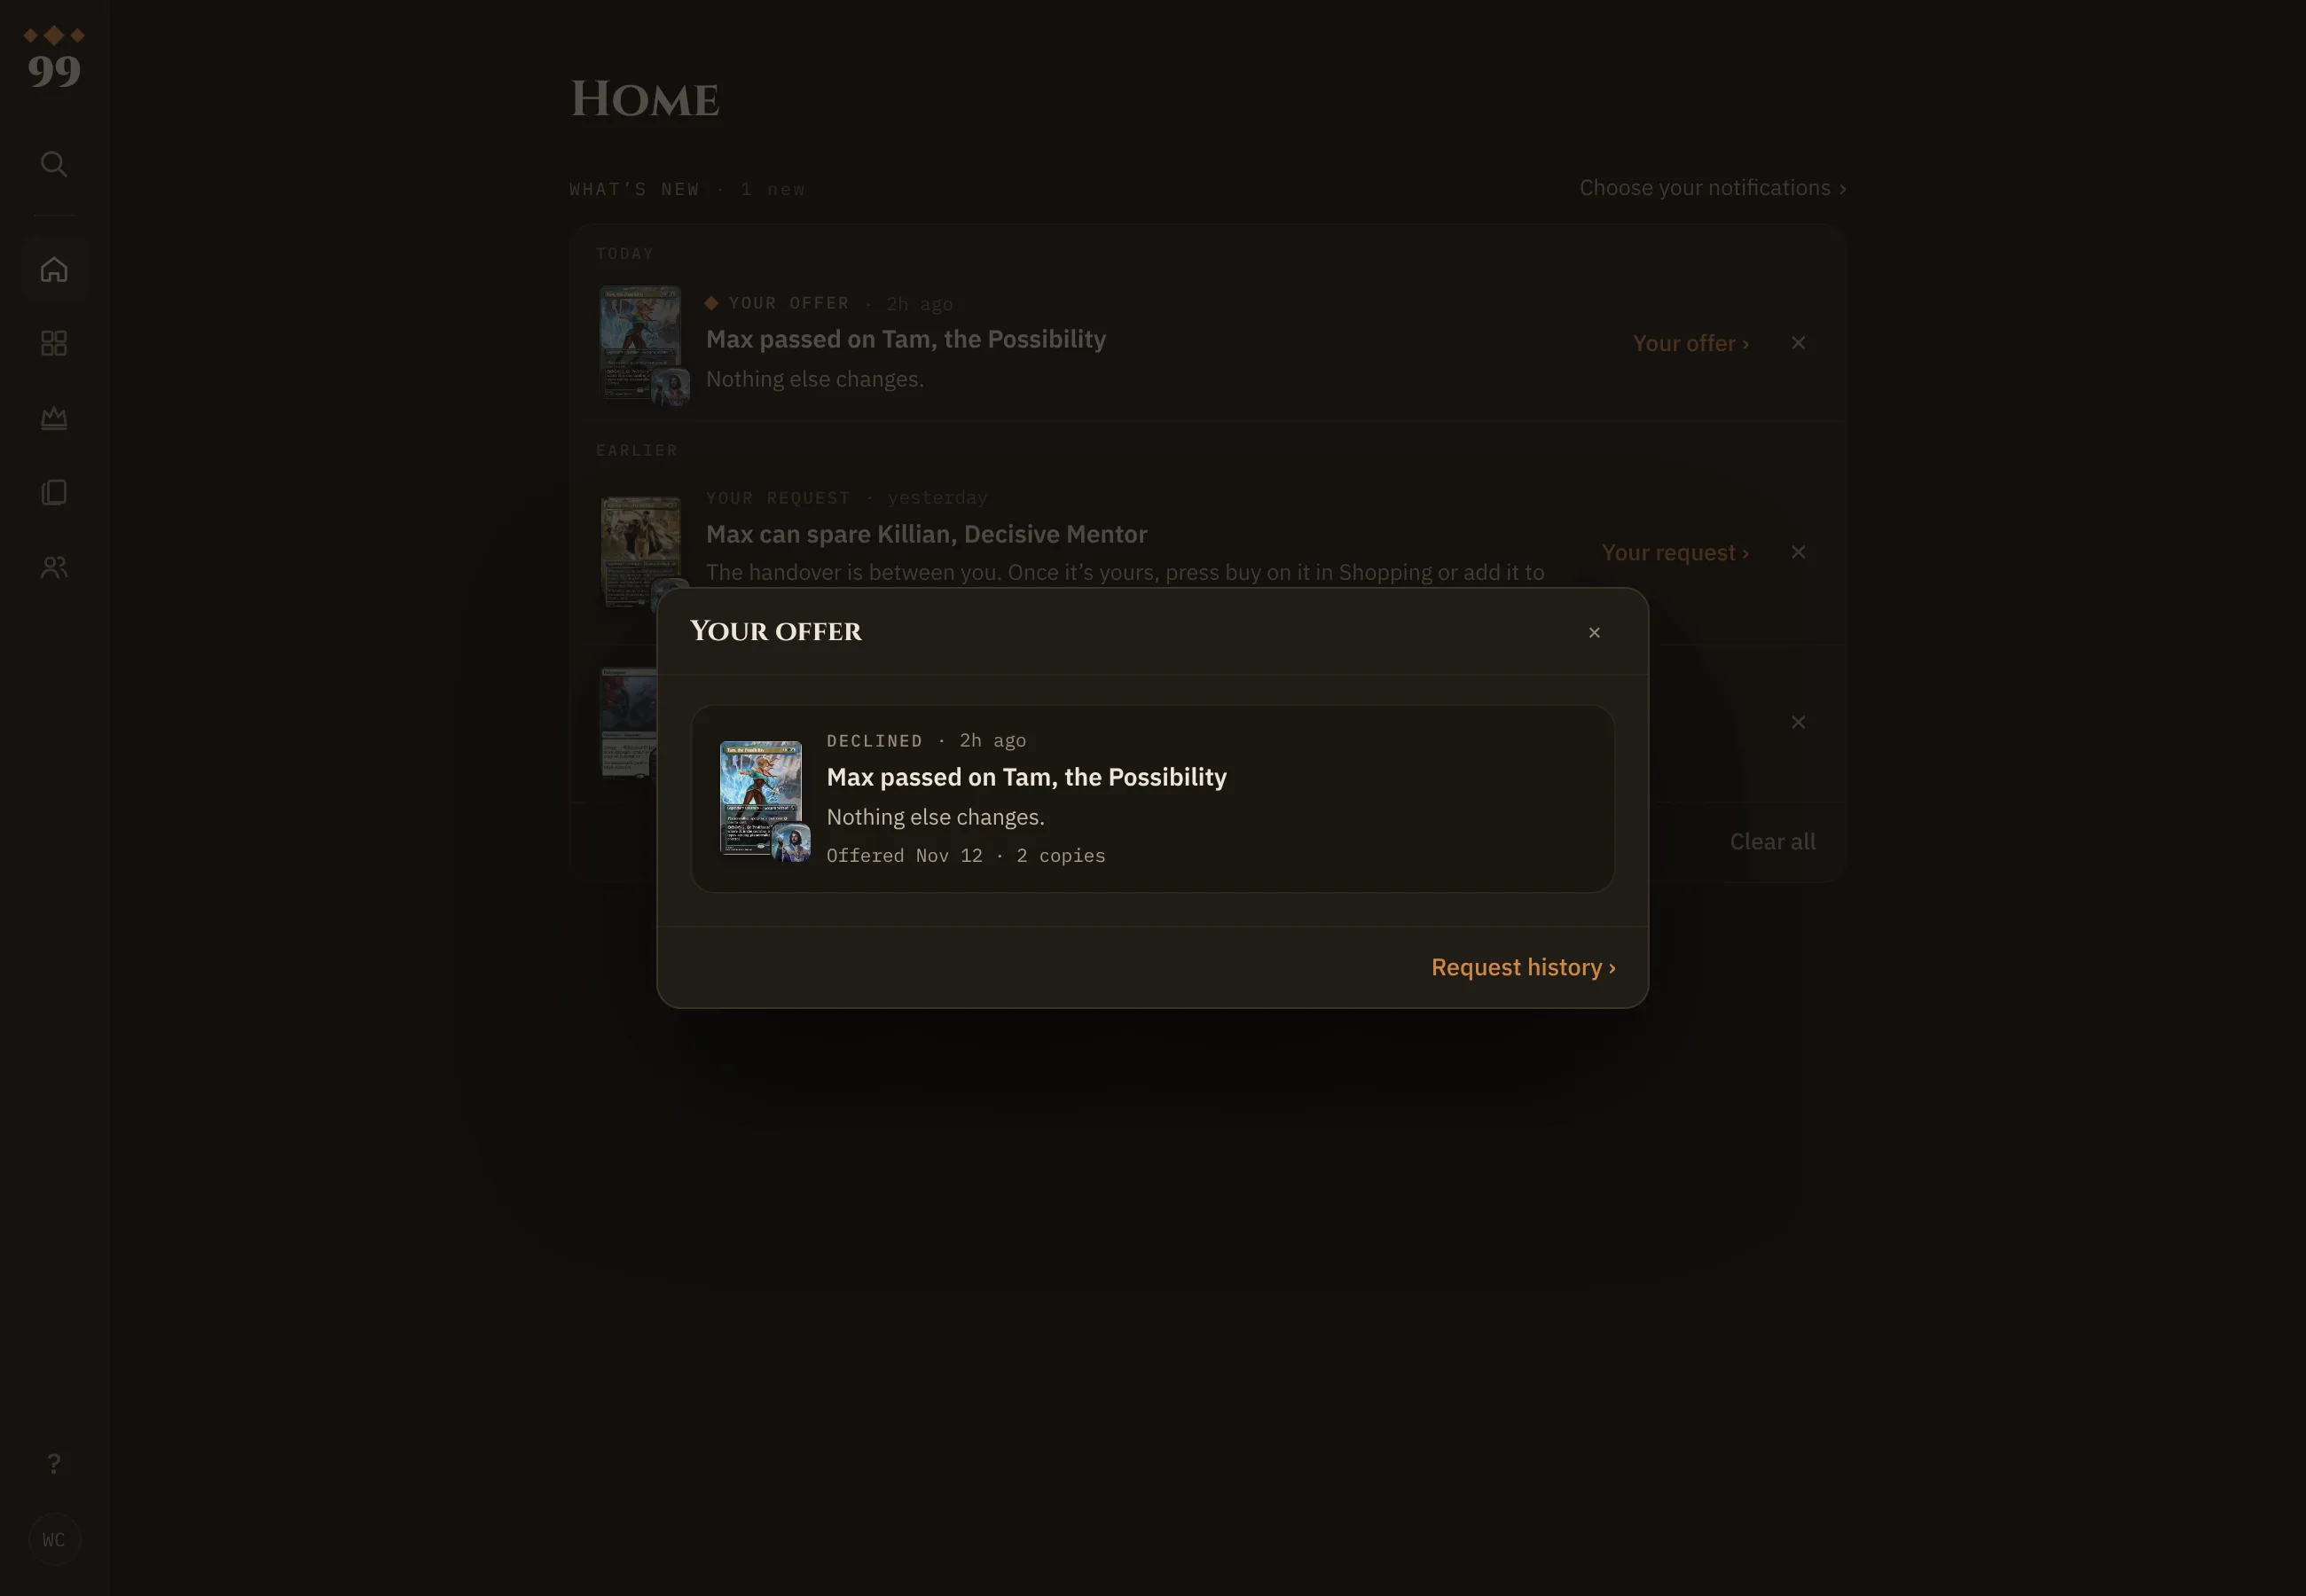 99
Home
WHAT'S NEW · 1 new
Choose your notifications ›
TODAY
YOUR OFFER · 2h ago
Max passed on Tam, the Possibility
Nothing else changes.
Your offer ›
EARLIER
YOUR REQUEST · yesterday
Max can spare Killian, Decisive Mentor
The handover is between you. Once it’s yours, press buy on it in Shopping or add it to
Your request ›
Your offer
DECLINED · 2h ago
Max passed on Tam, the Possibility
Nothing else changes.
Offered Nov 12 · 2 copies
Request history ›
Clear all
?
WC